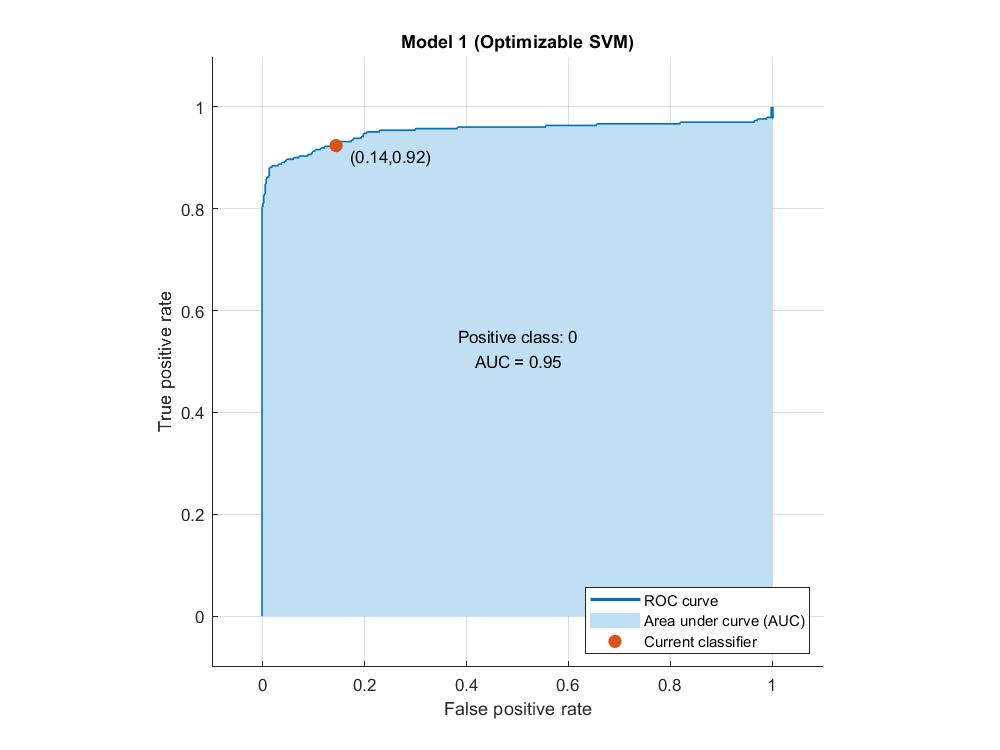 Model 1 (Optimizable SVM)
1
0.8
0.6
0.4
0.2
0
True positive rate
(0.14,0.92)
Positive class: 0
AUC = 0.95
ROC curve
Area under curve (AUC)
Current classifier
0 0.2 0.4 0.6 0.8 1
False positive rate